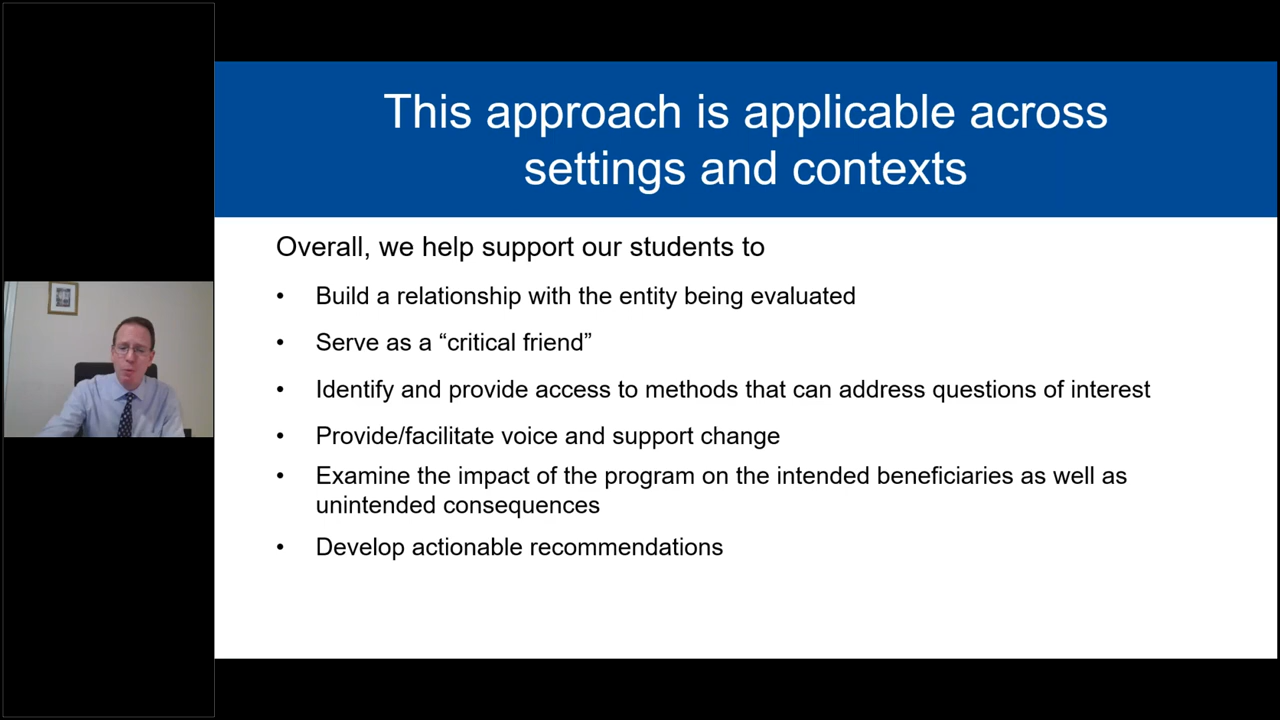 This approach is applicable across
settings and contexts
Overall, we help support our students to
• Build a relationship with the entity being evaluated
• Serve as a “critical friend”
• Identify and provide access to methods that can address questions of interest
• Provide/facilitate voice and support change
• Examine the impact of the program on the intended beneficiaries as well as
unintended consequences
• Develop actionable recommendations